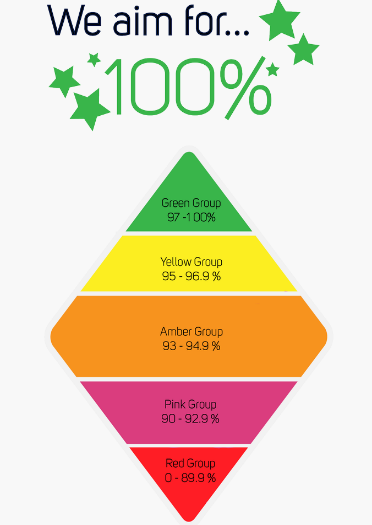 We aim for...
100%
Green Group
97 -100%
Yellow Group
95 - 96.9 %
Amber Group
93 - 94.9 %
Pink Group
90 - 92.9 %
Red Group
0 - 89.9 %